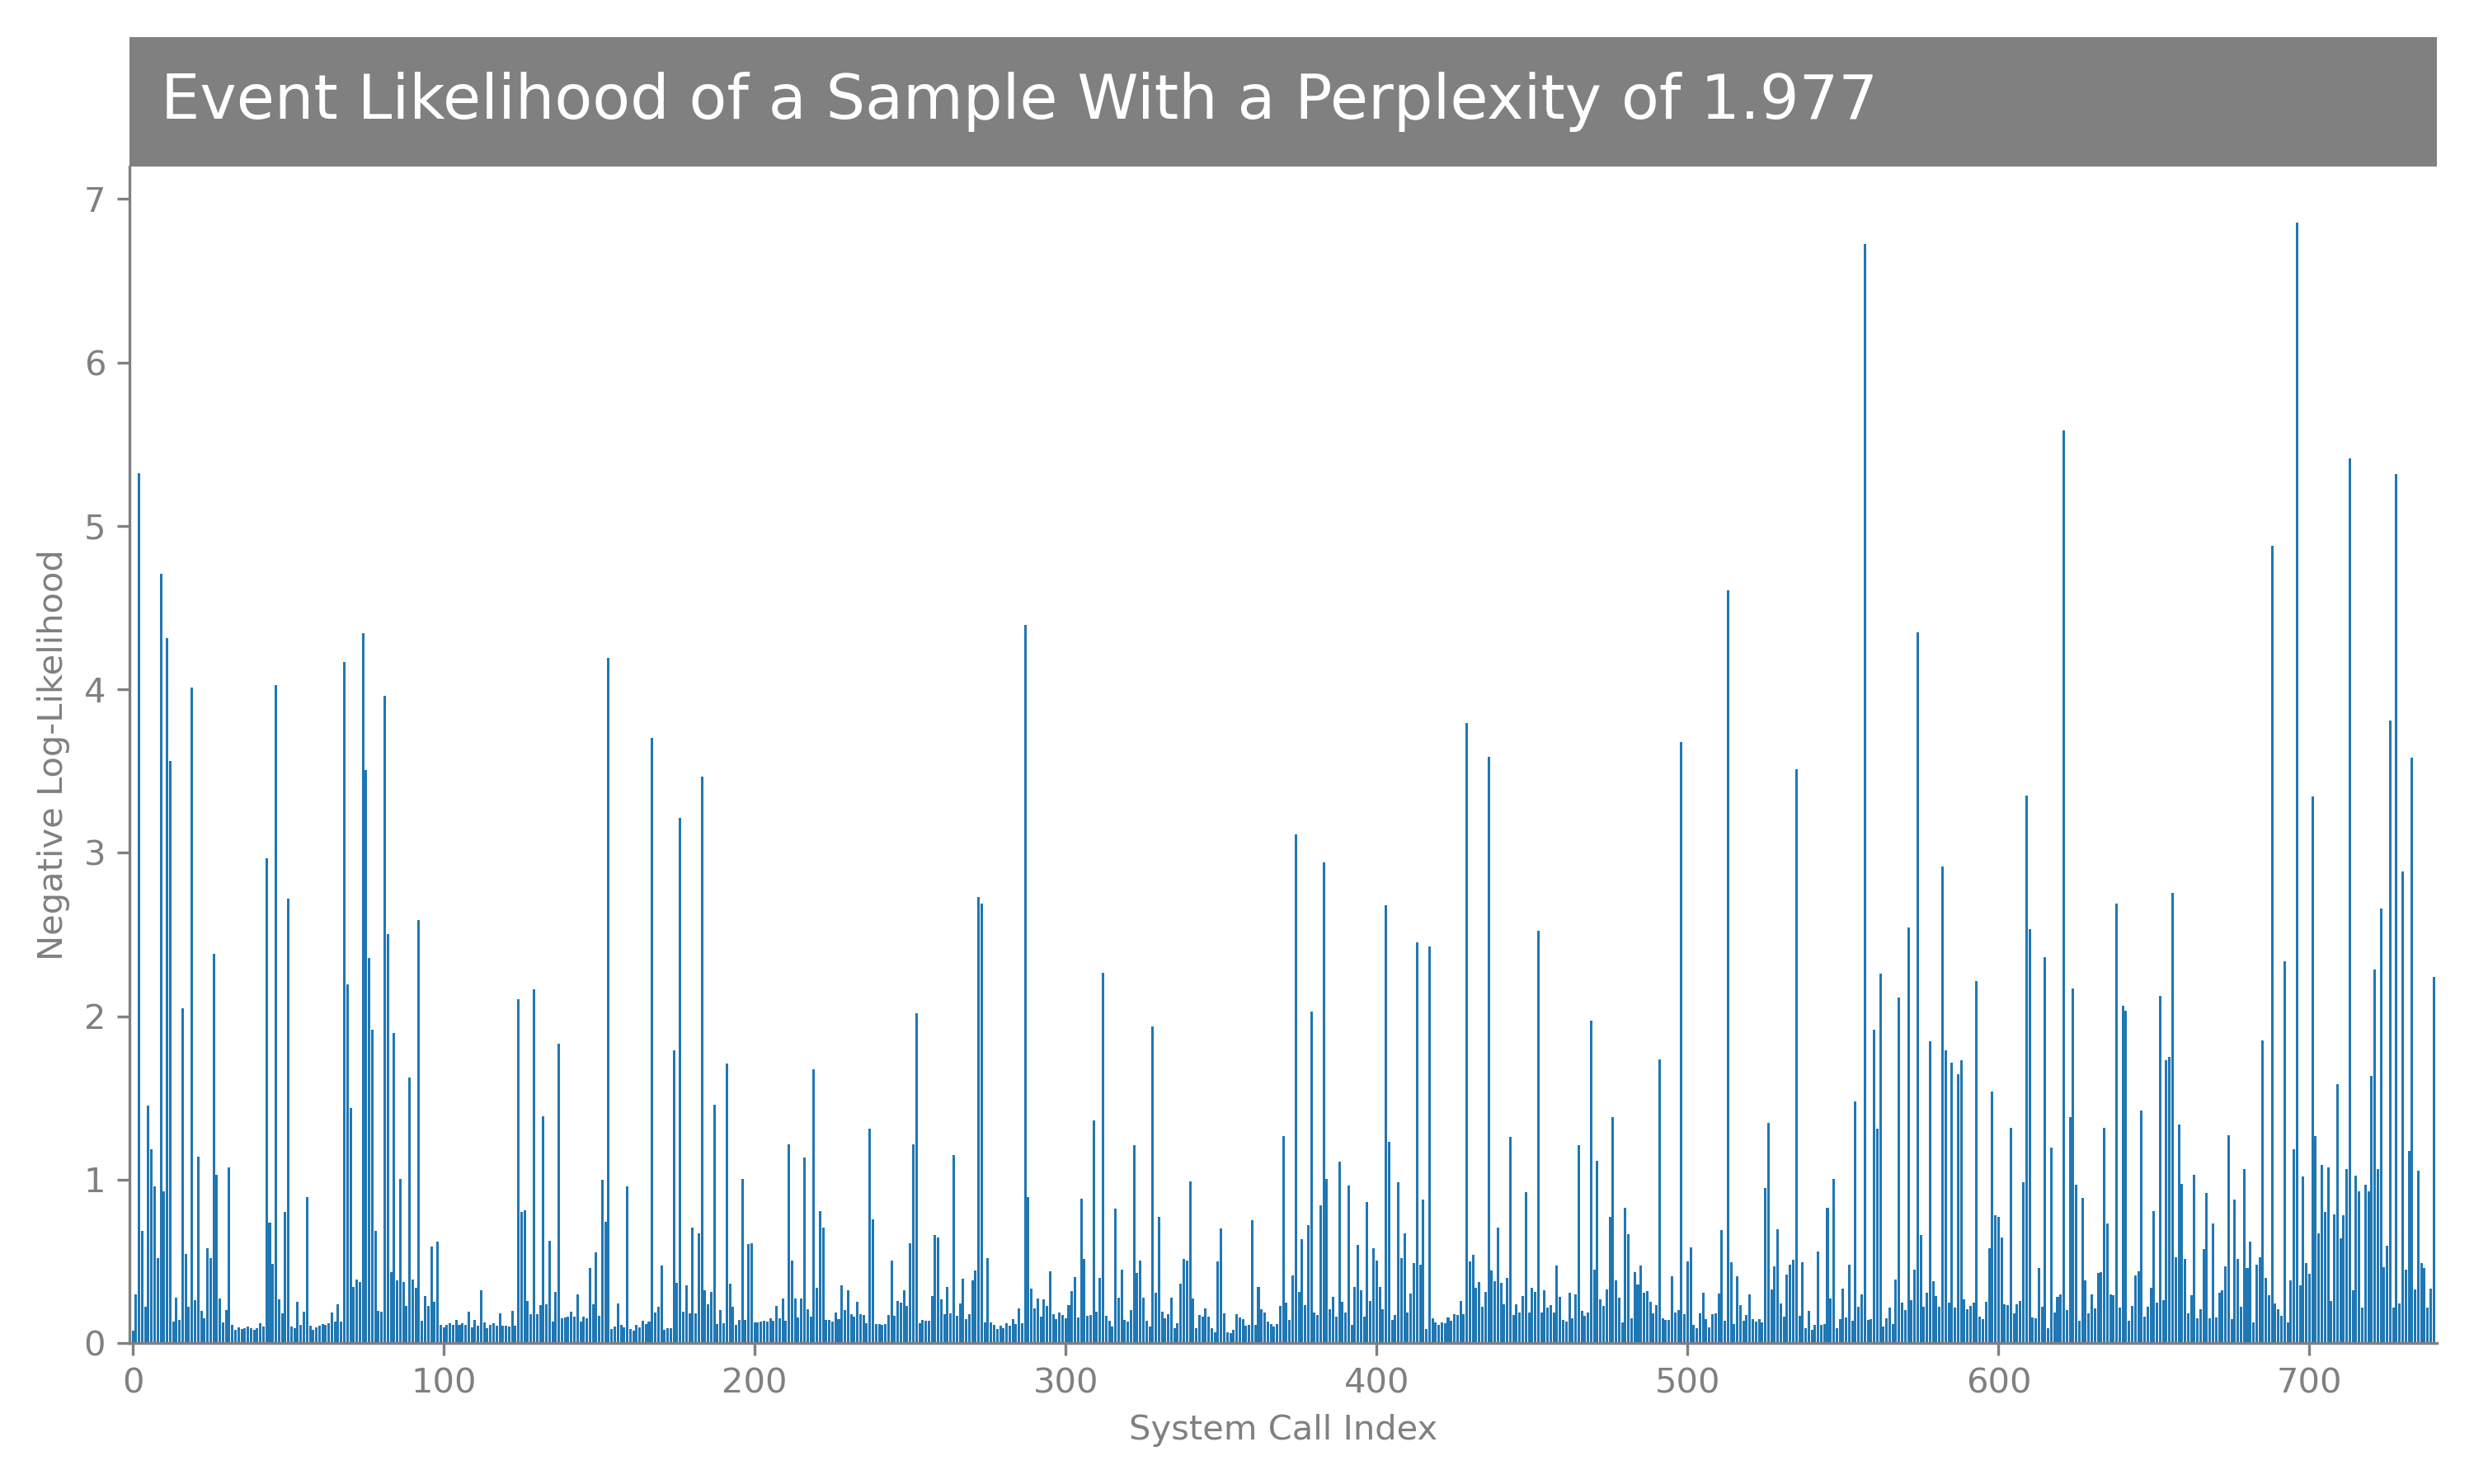 Event Likelihood of a Sample With a Perplexity of 1.977
7
6
5
4
3
2
1
0
Negative Log-Likelihood
0 100 200 300 400 500 600 700
System Call Index